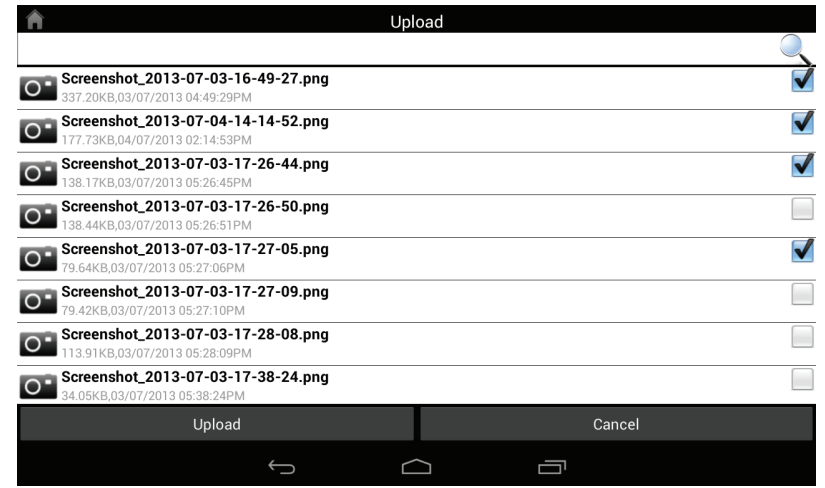 Upload
Screenshot_2013-07-03-16-49-27.png
337.20KB,03/07/2013 04:49:29PM
Screenshot_2013-07-04-14-14-52.png
177.73KB,04/07/2013 02:14:53PM
Screenshot_2013-07-03-17-26-44.png
138.17KB,03/07/2013 05:26:45PM
Screenshot_2013-07-03-17-26-50.png
138.44KB,03/07/2013 05:26:51PM
Screenshot_2013-07-03-17-27-05.png
79.64KB,03/07/2013 05:27:06PM
Screenshot_2013-07-03-17-27-09.png
79.42KB,03/07/2013 05:27:10PM
Screenshot_2013-07-03-17-28-08.png
113.91KB,03/07/2013 05:28:09PM
Screenshot_2013-07-03-17-38-24.png
34.05KB,03/07/2013 05:38:24PM
Upload
Cancel